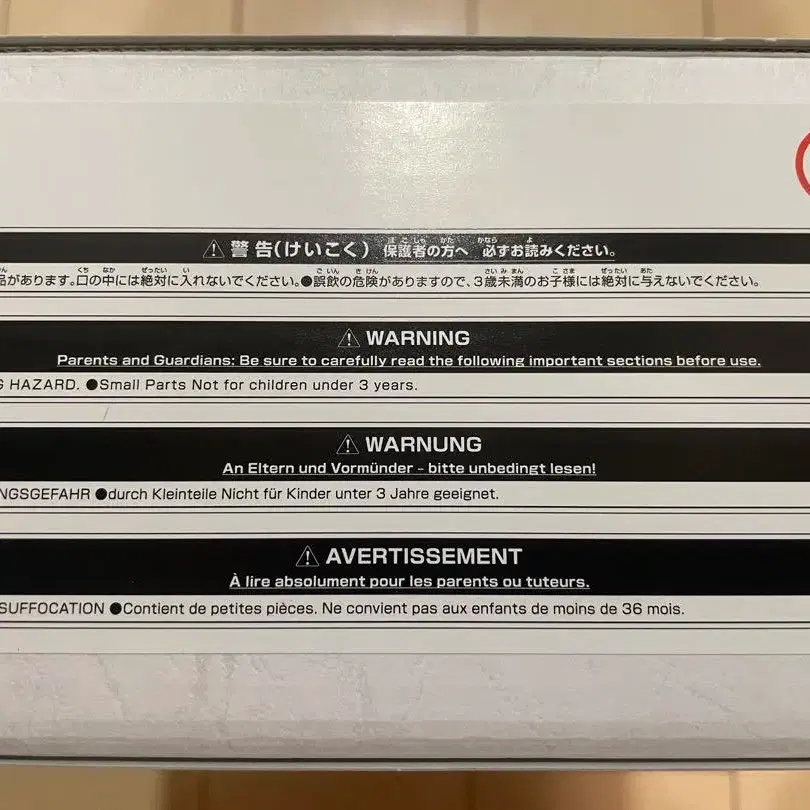 ⚠ 警告(けいこく) 保護者の方へ 必ずお読みください。
品があります。口の中には絶対に入れないでください。●誤飲の危険がありますので、3歳未満のお子様には絶対に与えないでください。
⚠ WARNING
Parents and Guardians: Be sure to carefully read the following important sections before use.
G HAZARD. ●Small Parts Not for children under 3 years.
⚠ WARNUNG
An Eltern und Vormünder – bitte unbedingt lesen!
NGSGEFAHR ●durch Kleinteile Nicht für Kinder unter 3 Jahre geeignet.
⚠ AVERTISSEMENT
À lire absolument pour les parents ou tuteurs.
SUFFOCATION ●Contient de petites pièces. Ne convient pas aux enfants de moins de 36 mois.